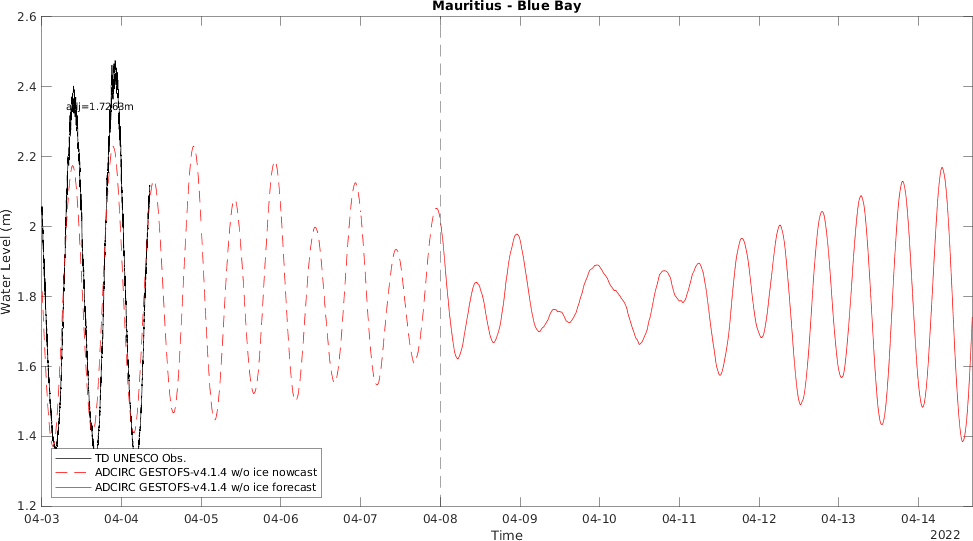 Mauritius - Blue Bay
2.6
2.4
2.2
2
1.8
1.6
1.4
1.2
Water Level (m)
adj=1.7263m
TD UNESCO Obs.
ADCIRC GESTOFS-v4.1.4 w/o ice nowcast
ADCIRC GESTOFS-v4.1.4 w/o ice forecast
04-03 04-04 04-05 04-06 04-07 04-08 04-09 04-10 04-11 04-12 04-13 04-14
Time
2022